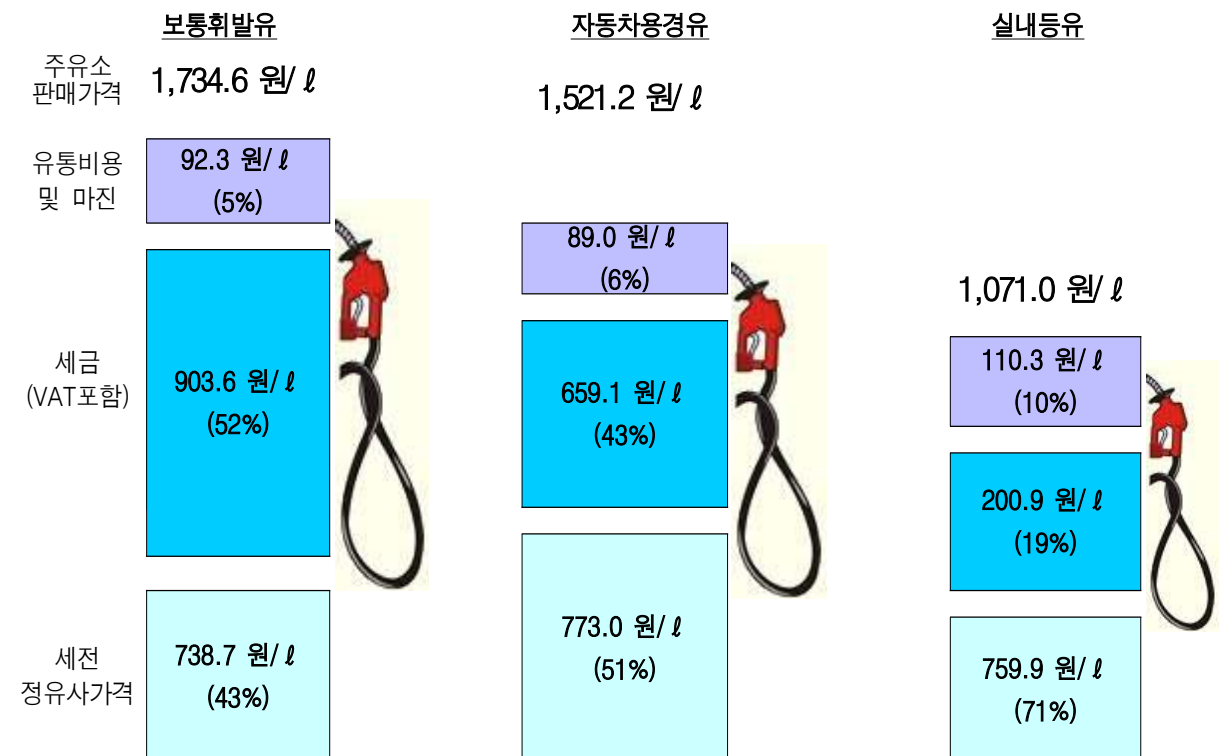 보통휘발유
자동차용경유
실내등유
주유소
판매가격
1,734.6 원/ℓ
1,521.2 원/ℓ
1,071.0 원/ℓ
유통비용
및 마진
92.3 원/ℓ
(5%)
89.0 원/ℓ
(6%)
110.3 원/ℓ
(10%)
세금
(VAT포함)
903.6 원/ℓ
(52%)
659.1 원/ℓ
(43%)
200.9 원/ℓ
(19%)
세전
정유사가격
738.7 원/ℓ
(43%)
773.0 원/ℓ
(51%)
759.9 원/ℓ
(71%)